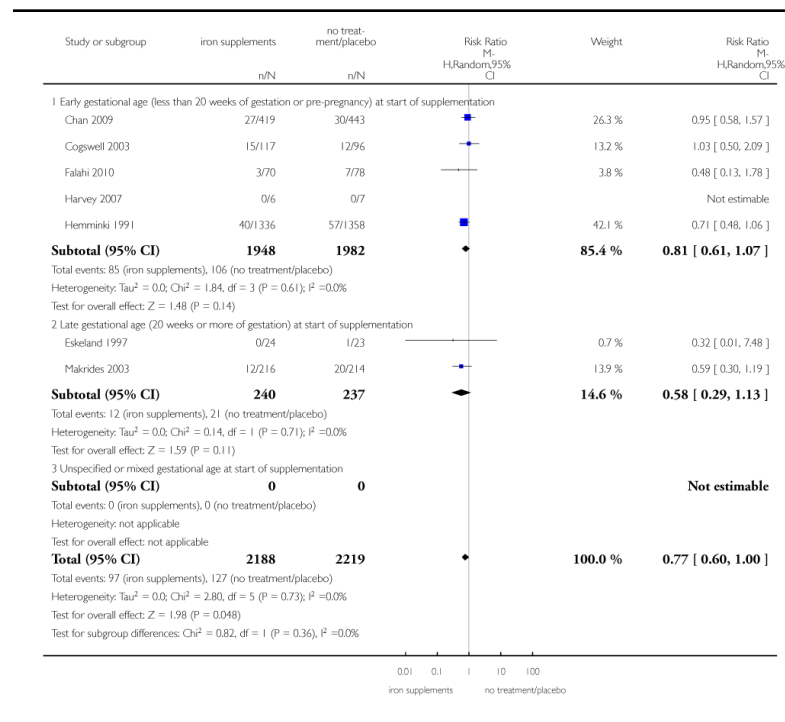 Study or subgroup iron supplements no treat- ment/placebo Risk Ratio Weight Risk Ratio
n/N n/N M- H,Random,95% CI M- H,Random,95% CI
1 Early gestational age (less than 20 weeks of gestation or pre-pregnancy) at start of supplementation
Chan 2009 27/419 30/443 26.3 % 0.95 [ 0.58, 1.57 ]
Cogswell 2003 15/117 12/96 13.2 % 1.03 [ 0.50, 2.09 ]
Falahi 2010 3/70 7/78 3.8 % 0.48 [ 0.13, 1.78 ]
Harvey 2007 0/6 0/7 Not estimable
Hemminki 1991 40/1336 57/1358 42.1 % 0.71 [ 0.48, 1.06 ]
Subtotal (95% CI) 1948 1982 85.4 % 0.81 [ 0.61, 1.07 ]
Total events: 85 (iron supplements), 106 (no treatment/placebo)
Heterogeneity: Tau² = 0.0; Chi² = 1.84, df = 3 (P = 0.61); I² =0.0%
Test for overall effect: Z = 1.48 (P = 0.14)
2 Late gestational age (20 weeks or more of gestation) at start of supplementation
Eskeland 1997 0/24 1/23 0.7 % 0.32 [ 0.01, 7.48 ]
Makrides 2003 12/216 20/214 13.9 % 0.59 [ 0.30, 1.19 ]
Subtotal (95% CI) 240 237 14.6 % 0.58 [ 0.29, 1.13 ]
Total events: 12 (iron supplements), 21 (no treatment/placebo)
Heterogeneity: Tau² = 0.0; Chi² = 0.14, df = 1 (P = 0.71); I² =0.0%
Test for overall effect: Z = 1.59 (P = 0.11)
3 Unspecified or mixed gestational age at start of supplementation
Subtotal (95% CI) 0 0 Not estimable
Total events: 0 (iron supplements), 0 (no treatment/placebo)
Heterogeneity: not applicable
Test for overall effect: not applicable
Total (95% CI) 2188 2219 100.0 % 0.77 [ 0.60, 1.00 ]
Total events: 97 (iron supplements), 127 (no treatment/placebo)
Heterogeneity: Tau² = 0.0; Chi² = 2.80, df = 5 (P = 0.73); I² =0.0%
Test for overall effect: Z = 1.98 (P = 0.048)
Test for subgroup differences: Chi² = 0.82, df = 1 (P = 0.36), I² =0.0%
0.01 0.1 1 10 100
iron supplements no treatment/placebo